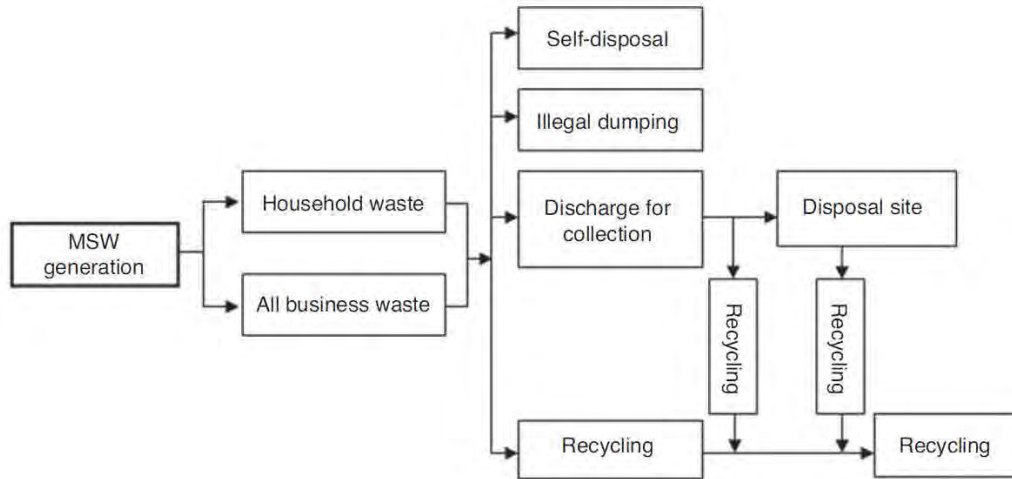 MSW
generation
Household waste
All business waste
Self-disposal
Illegal dumping
Discharge for
collection
Disposal site
Recycling
Recycling
Recycling
Recycling